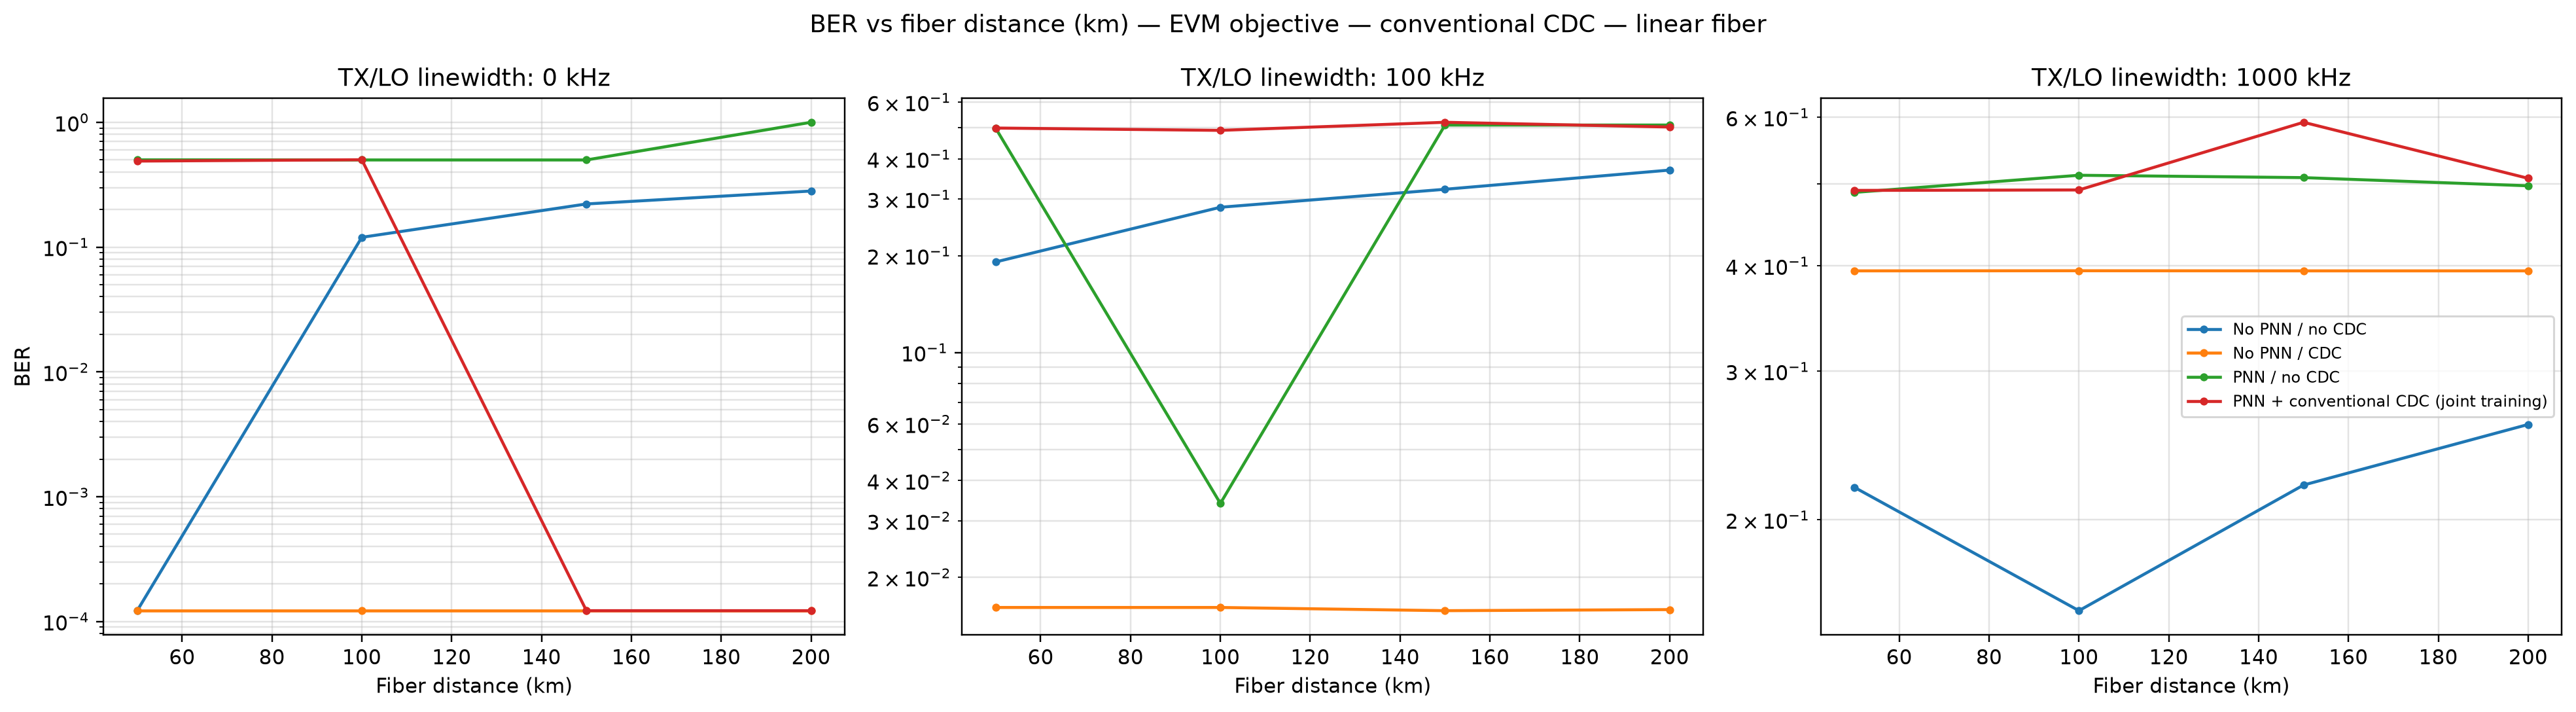 BER vs fiber distance (km) — EVM objective — conventional CDC — linear fiber
TX/LO linewidth: 0 kHz
10⁰
10⁻¹
10⁻²
10⁻³
10⁻⁴
BER
60 80 100 120 140 160 180 200
Fiber distance (km)
TX/LO linewidth: 100 kHz
6 × 10⁻¹
4 × 10⁻¹
3 × 10⁻¹
2 × 10⁻¹
10⁻¹
6 × 10⁻²
4 × 10⁻²
3 × 10⁻²
2 × 10⁻²
60 80 100 120 140 160 180 200
Fiber distance (km)
TX/LO linewidth: 1000 kHz
6 × 10⁻¹
4 × 10⁻¹
3 × 10⁻¹
2 × 10⁻¹
No PNN / no CDC
No PNN / CDC
PNN / no CDC
PNN + conventional CDC (joint training)
60 80 100 120 140 160 180 200
Fiber distance (km)